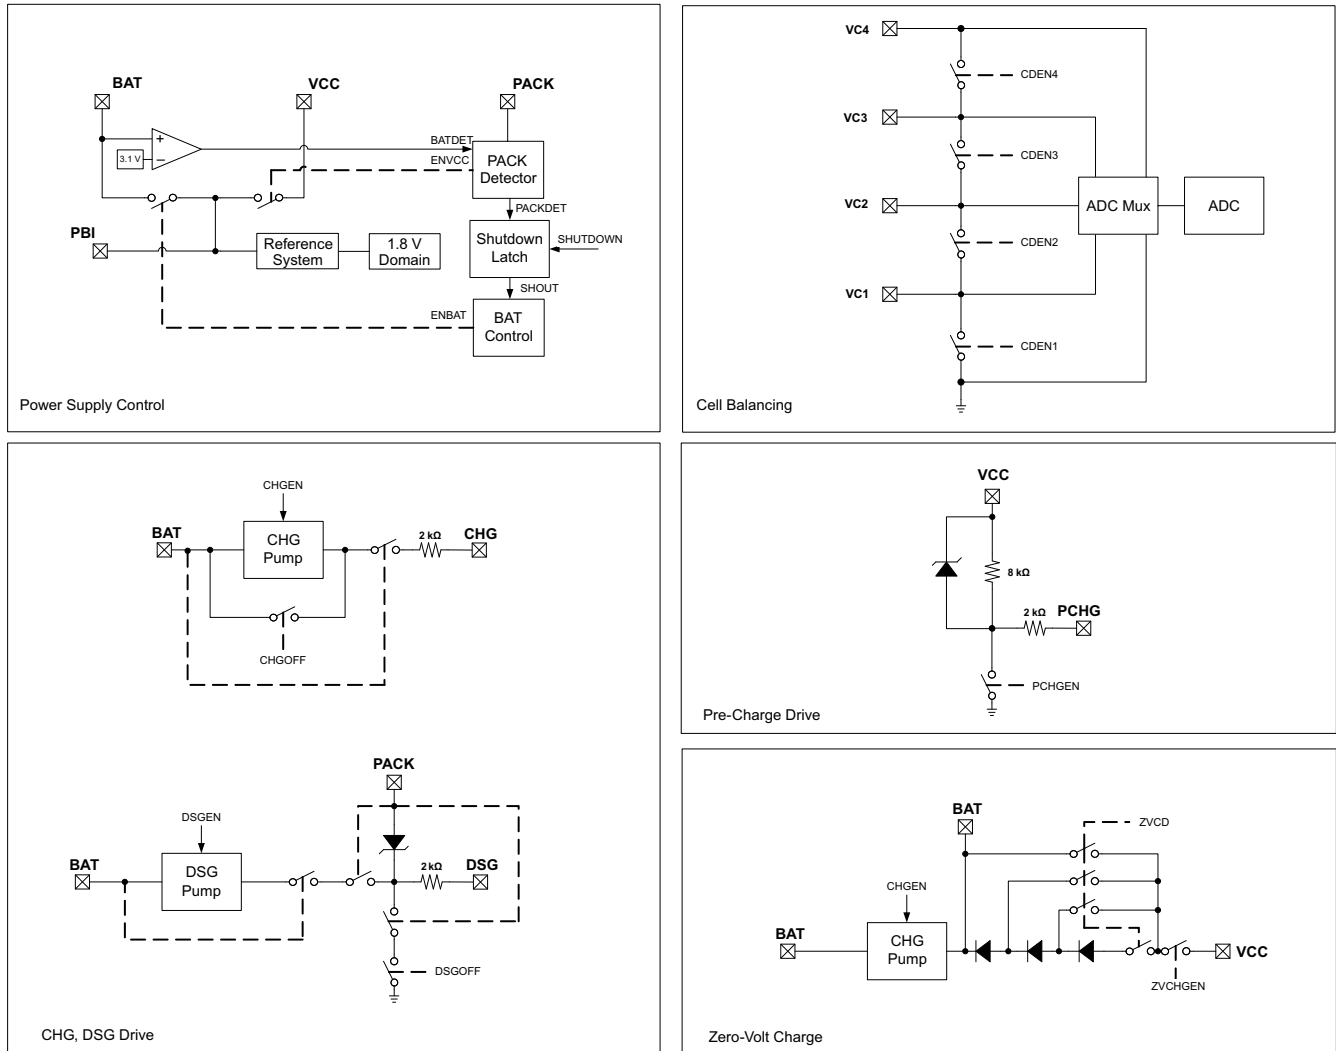 BAT
VCC
PACK
+
3.1 V
−
BATDET
ENVCC
PACK
Detector
PACKDET
PBI
Reference
System
1.8 V
Domain
Shutdown
Latch
SHUTDOWN
SHOUT
ENBAT
BAT
Control
Power Supply Control
VC4
CDEN4
VC3
CDEN3
VC2
ADC Mux
ADC
CDEN2
VC1
CDEN1
Cell Balancing
CHGEN
BAT
CHG
Pump
2 kΩ
CHG
CHGOFF
PACK
DSGEN
BAT
DSG
Pump
2 kΩ
DSG
DSGOFF
CHG, DSG Drive
VCC
8 kΩ
2 kΩ
PCHG
PCHGEN
Pre-Charge Drive
BAT
ZVCD
CHGEN
BAT
CHG
Pump
VCC
ZVCHGEN
Zero-Volt Charge